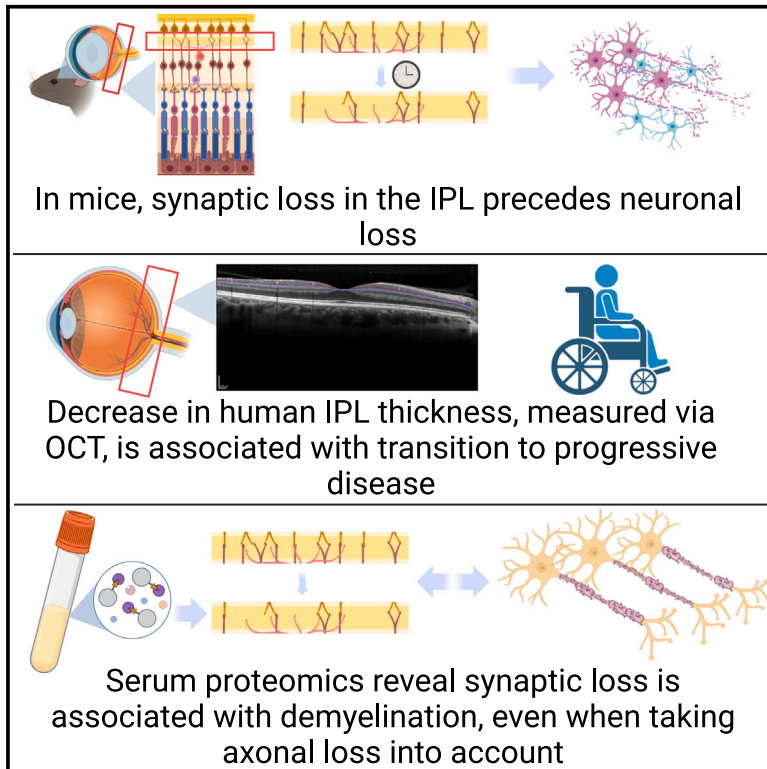 In mice, synaptic loss in the IPL precedes neuronal
loss
Decrease in human IPL thickness, measured via
OCT, is associated with transition to progressive
disease
Serum proteomics reveal synaptic loss is
associated with demyelination, even when taking
axonal loss into account